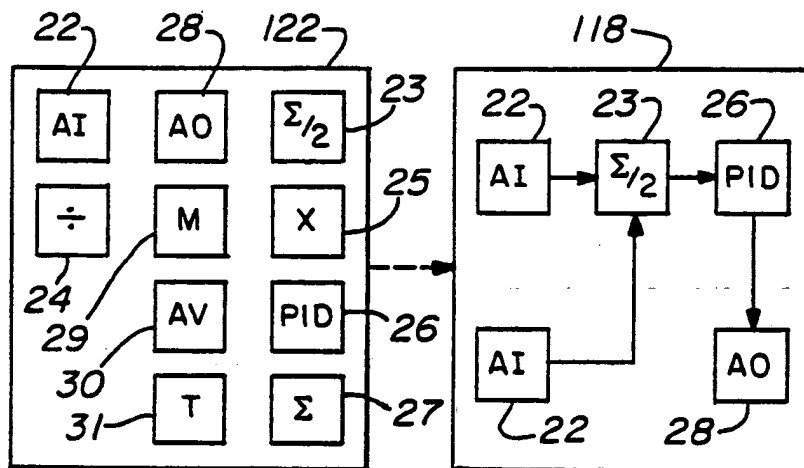 22 28 122 118
AI AO Σ/2 23 22 23 26
÷ M X 25 AI Σ/2 PID
24 29 AV PID 26
30 T Σ 27 AI AO
31 22 28